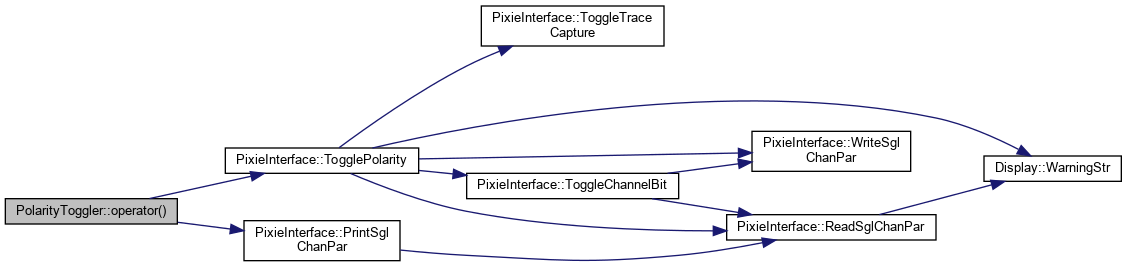 PixieInterface::ToggleTrace
Capture
PixieInterface::WriteSgl
ChanPar
PixieInterface::TogglePolarity
Display::WarningStr
PixieInterface::ToggleChannelBit
PolarityToggler::operator()
PixieInterface::ReadSglChanPar
PixieInterface::PrintSgl
ChanPar